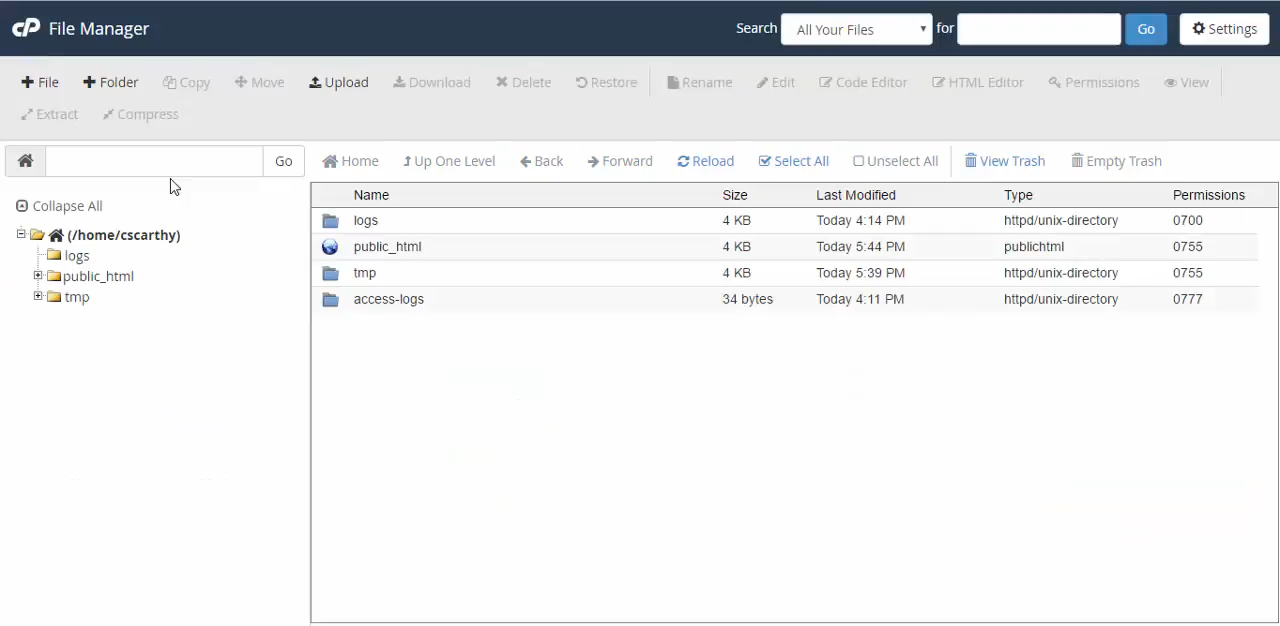 cP File Manager Search All Your Files for Go Settings
File Folder Copy Move Upload Download Delete Restore Rename Edit Code Editor HTML Editor Permissions View
Extract Compress
Go Home Up One Level Back Forward Reload Select All Unselect All View Trash Empty Trash
Collapse All
(/home/cscarthy)
logs
public_html
tmp
Name Size Last Modified Type Permissions
logs 4 KB Today 4:14 PM httpd/unix-directory 0700
public_html 4 KB Today 5:44 PM publichtml 0755
tmp 4 KB Today 5:39 PM httpd/unix-directory 0755
access-logs 34 bytes Today 4:11 PM httpd/unix-directory 0777